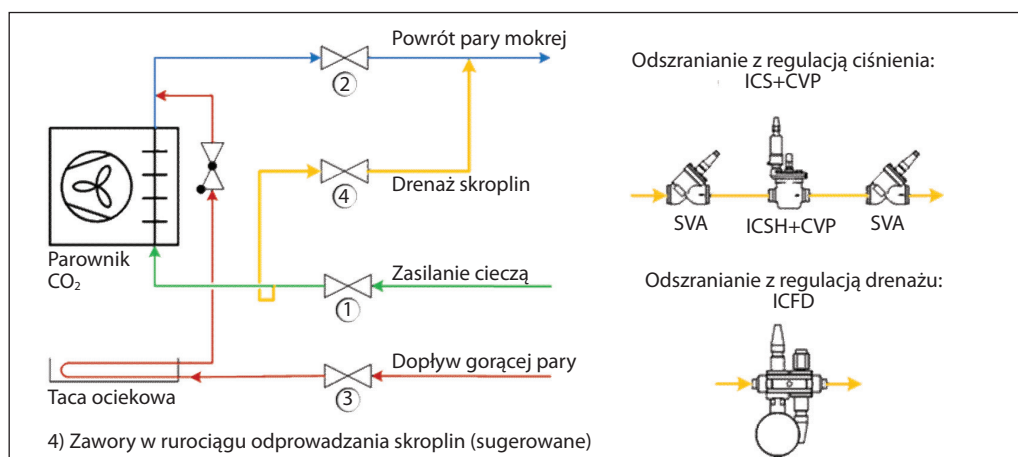 Powrót pary mokrej
②
Drenaż skroplin
④
Parownik
CO₂
Zasilanie cieczą
①
Dopływ gorącej pary
③
Taca ociekowa
4) Zawory w rurociągu odprowadzania skroplin (sugerowane)
Odszranianie z regulacją ciśnienia:
ICS+CVP
SVA
ICSH+CVP
SVA
Odszranianie z regulacją drenażu:
ICFD